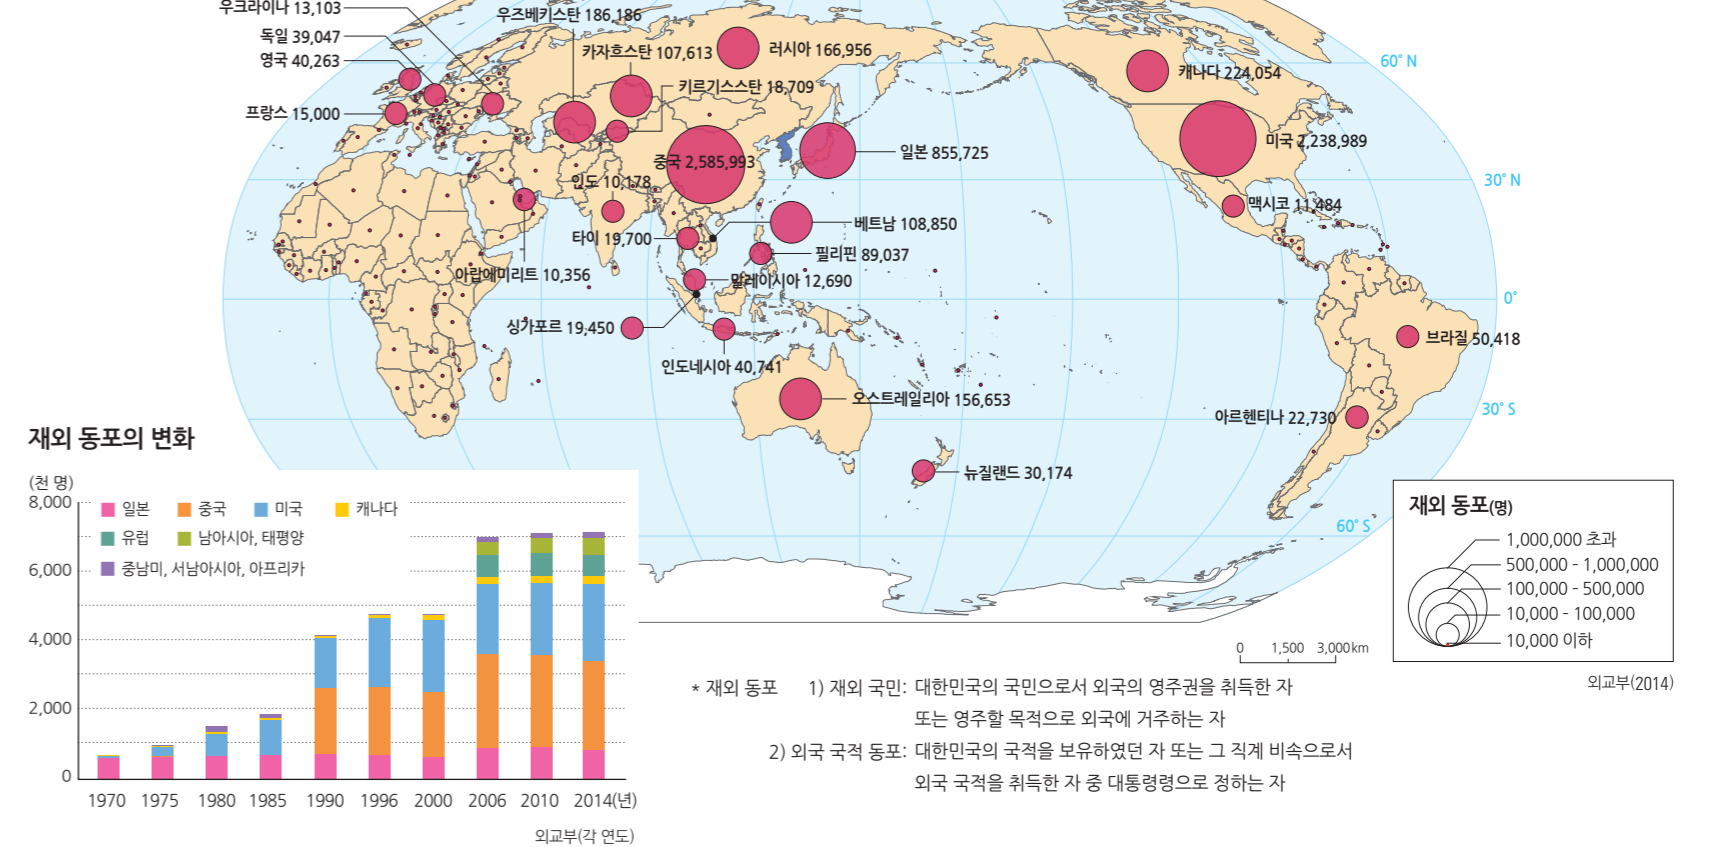 우크라이나 13,103
독일 39,047
영국 40,263
프랑스 15,000
우즈베키스탄 186,186
카자흐스탄 107,613
키르기스스탄 18,709
러시아 166,956
중국 2,585,993
인도 10,178
일본 855,725
베트남 108,850
타이 19,700
필리핀 89,037
아랍에미리트 10,356
말레이시아 12,690
싱가포르 19,450
인도네시아 40,741
오스트레일리아 156,653
뉴질랜드 30,174
캐나다 224,054
미국 2,238,989
맥시코 11,484
브라질 50,418
아르헨티나 22,730
60° N
30° N
0°
30° S
60° S
재외 동포의 변화
(천 명)
8,000
6,000
4,000
2,000
0
일본 중국 미국 캐나다
유럽 남아시아, 태평양
중남미, 서남아시아, 아프리카
1970 1975 1980 1985 1990 1996 2000 2006 2010 2014(년)
외교부(각 연도)
재외 동포(명)
1,000,000 초과
500,000 - 1,000,000
100,000 - 500,000
10,000 - 100,000
10,000 이하
0 1,500 3,000km
외교부(2014)
* 재외 동포 1) 재외 국민: 대한민국의 국민으로서 외국의 영주권을 취득한 자
또는 영주할 목적으로 외국에 거주하는 자
2) 외국 국적 동포: 대한민국의 국적을 보유하였던 자 또는 그 직계 비속으로서
외국 국적을 취득한 자 중 대통령령으로 정하는 자